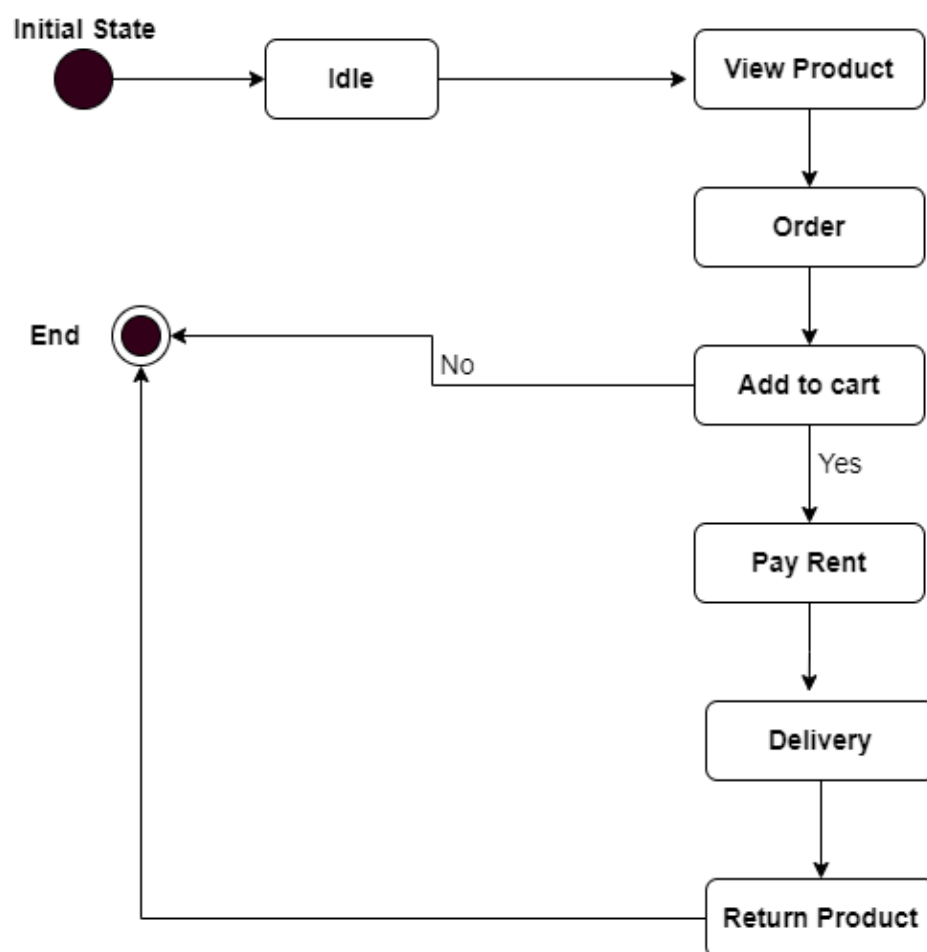 Initial State
Idle
View Product
Order
End
No
Add to cart
Yes
Pay Rent
Delivery
Return Product